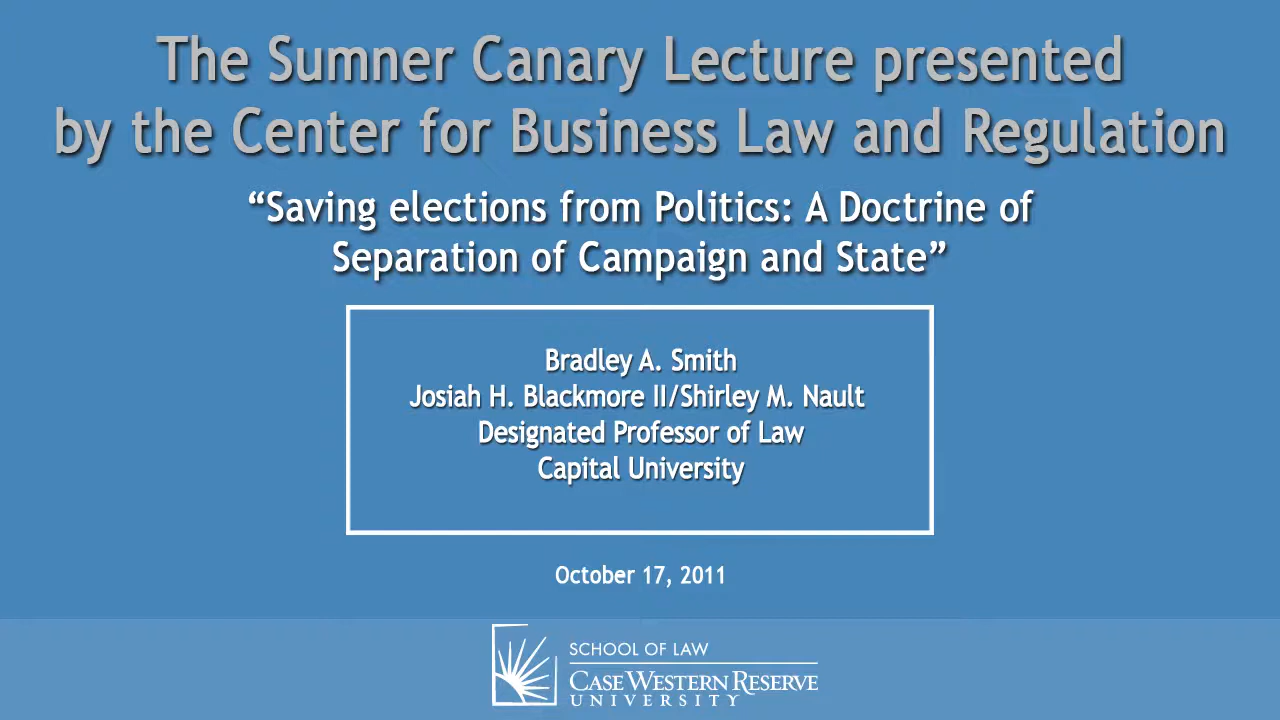 The Sumner Canary Lecture presented
by the Center for Business Law and Regulation
“Saving elections from Politics: A Doctrine of
Separation of Campaign and State”
Bradley A. Smith
Josiah H. Blackmore II/Shirley M. Nault
Designated Professor of Law
Capital University
October 17, 2011
SCHOOL OF LAW
CASE WESTERN RESERVE
UNIVERSITY